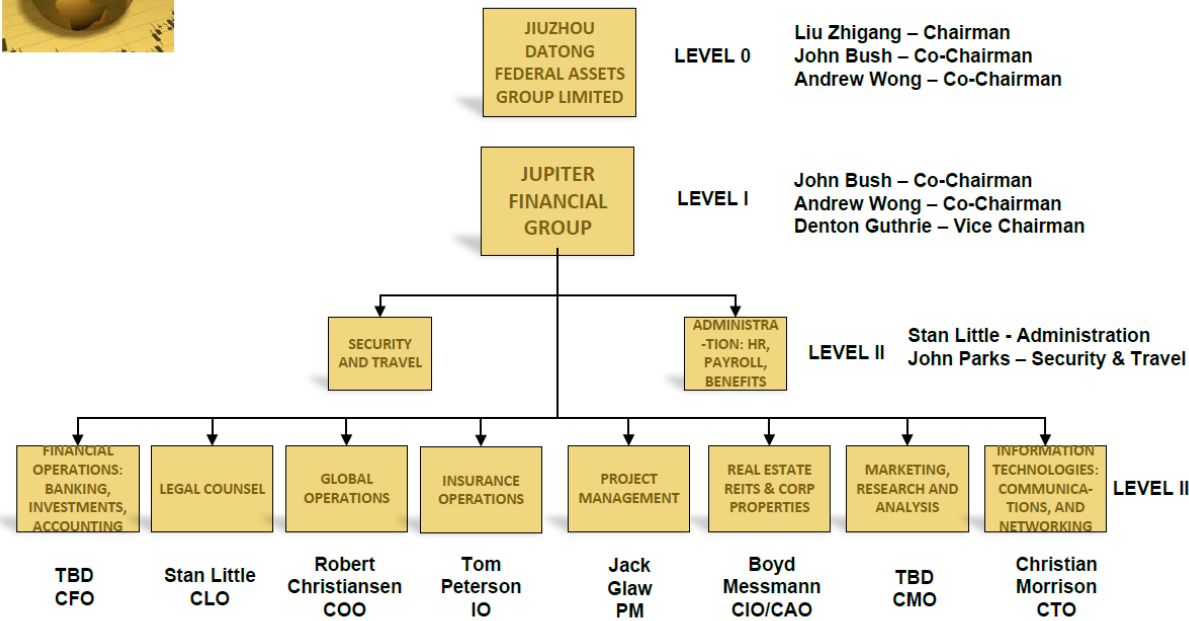 JIUZHOU
DATONG
FEDERAL ASSETS
GROUP LIMITED
LEVEL 0
Liu Zhigang – Chairman
John Bush – Co-Chairman
Andrew Wong – Co-Chairman
JUPITER
FINANCIAL
GROUP
LEVEL I
John Bush – Co-Chairman
Andrew Wong – Co-Chairman
Denton Guthrie – Vice Chairman
SECURITY
AND TRAVEL
ADMINISTRA
-TION: HR,
PAYROLL,
BENEFITS
LEVEL II
Stan Little - Administration
John Parks – Security & Travel
FINANCIAL
OPERATIONS:
BANKING,
INVESTMENTS,
ACCOUNTING
LEGAL COUNSEL
GLOBAL
OPERATIONS
INSURANCE
OPERATIONS
PROJECT
MANAGEMENT
REAL ESTATE
REITS & CORP
PROPERTIES
MARKETING,
RESEARCH AND
ANALYSIS
INFORMATION
TECHNOLOGIES:
COMMUNICA-
TIONS, AND
NETWORKING
LEVEL II
TBD
CFO
Stan Little
CLO
Robert
Christiansen
COO
Tom
Peterson
IO
Jack
Glaw
PM
Boyd
Messmann
CIO/CAO
TBD
CMO
Christian
Morrison
CTO